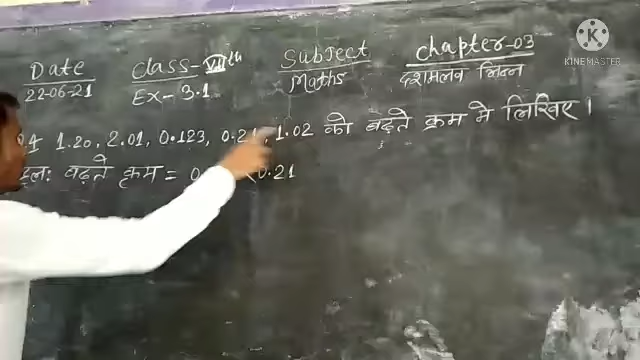 Date Class-VIIth Subject Chapter-03
22-06-21 Ex-3.1 Maths दशमलव भिन्न
1.20, 2.01, 0.123, 0.21, 1.02 को बढ़ते क्रम मे लिखिए।
हल: बढ़ते क्रम = 0. <0.21
KINEMASTER